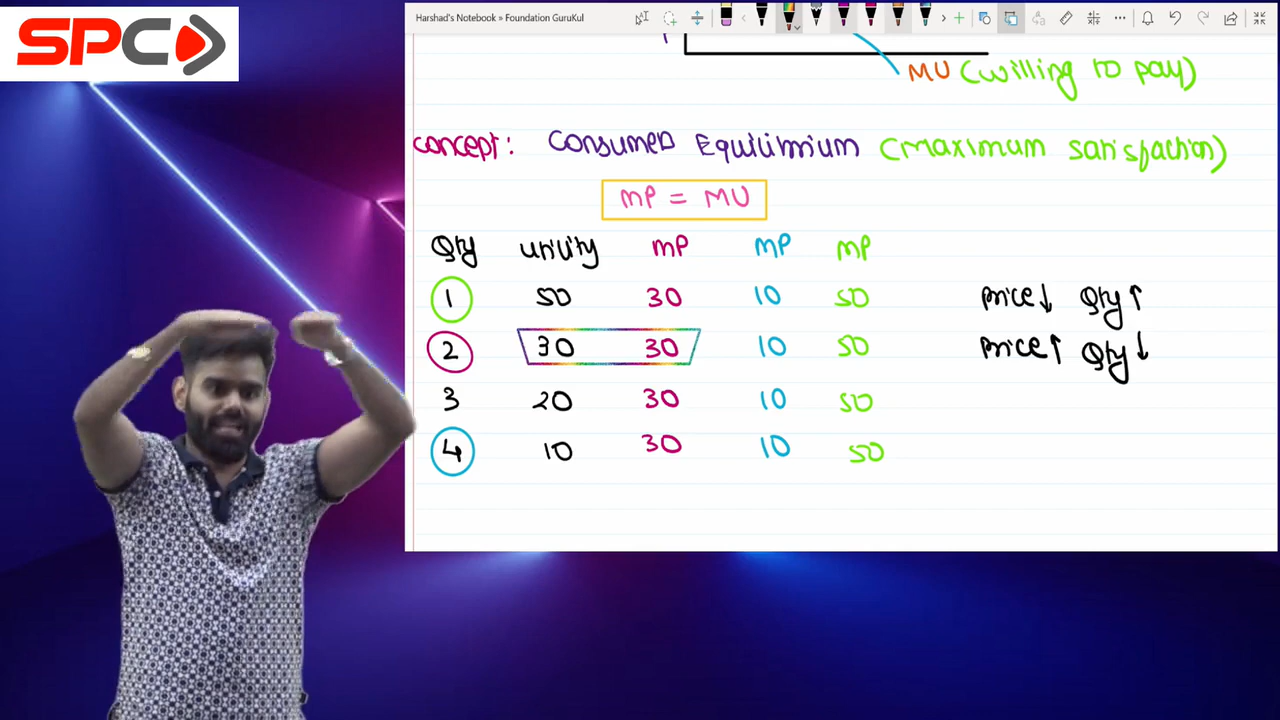 SPC
Harshad's Notebook » Foundation GuruKul
MU (willing to pay)
concept: Consumer Equilibrium (Maximum satisfaction)
MP = MU
Qty utility MP MP MP
1 50 30 10 50 price↓ Qty↑
2 30 30 10 50 price↑ Qty↓
3 20 30 10 50
4 10 30 10 50